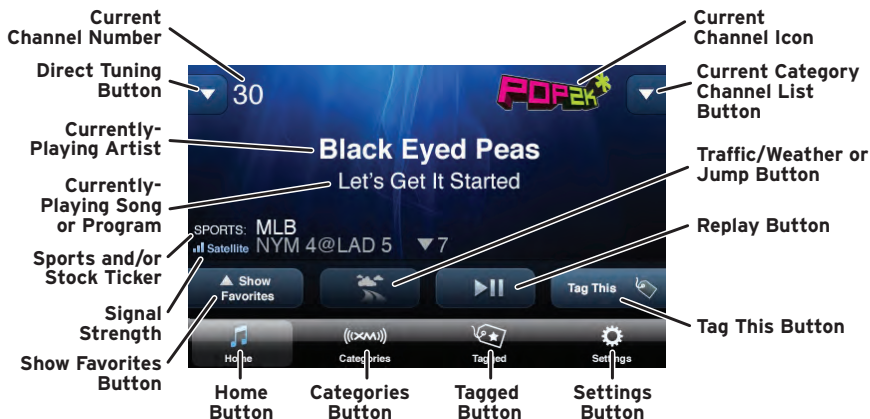 Current
Channel Number
Direct Tuning
Button
Currently-
Playing Artist
Currently-
Playing Song
or Program
Sports and/or
Stock Ticker
Signal
Strength
Show Favorites
Button
30
POP2K*
Black Eyed Peas
Let's Get It Started
SPORTS: MLB
Satellite NYM 4@LAD 5 ▼7
▲ Show
Favorites
Tag This
((XM))
Home
Categories
Tagged
Settings
Current
Channel Icon
Current Category
Channel List
Button
Traffic/Weather or
Jump Button
Replay Button
Tag This Button
Home
Button
Categories
Button
Tagged
Button
Settings
Button